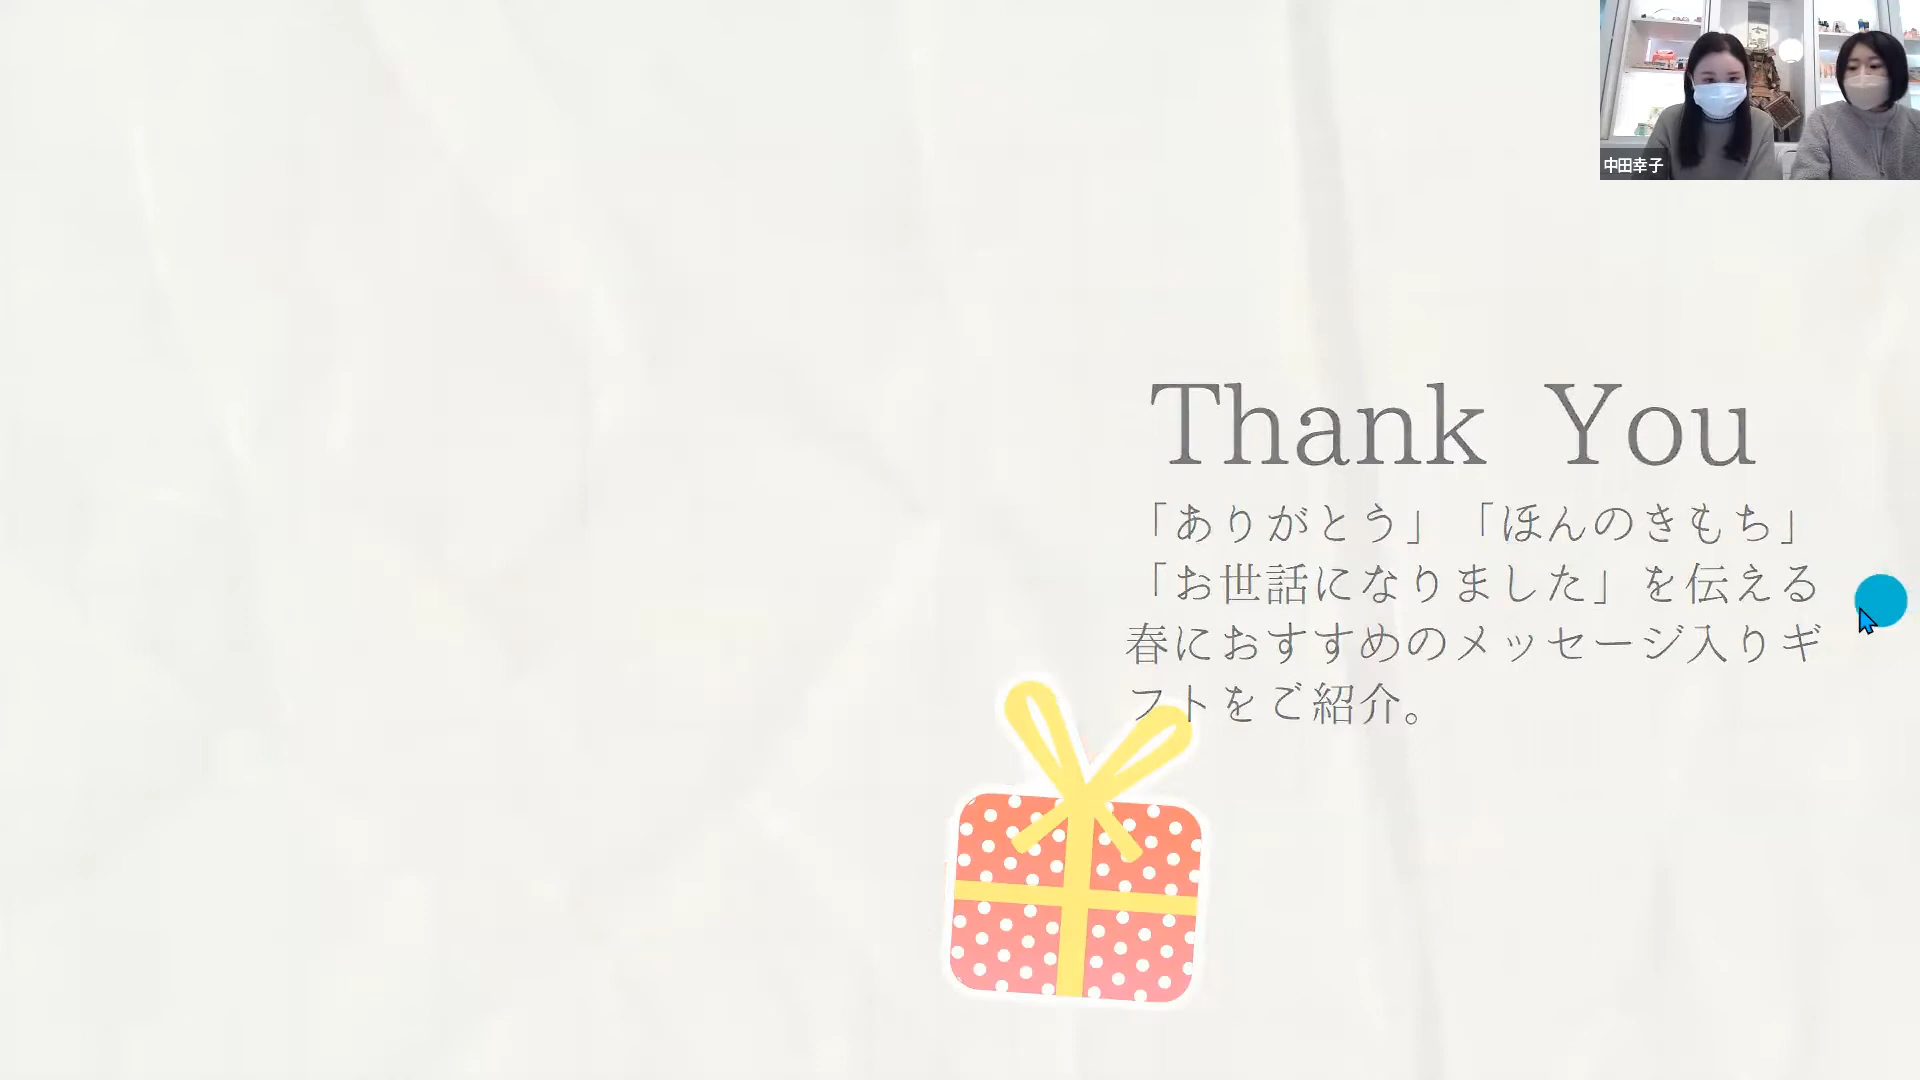 中田幸子
Thank You
「ありがとう」「ほんのきもち」
「お世話になりました」を伝える
春におすすめのメッセージ入りギ
フトをご紹介。